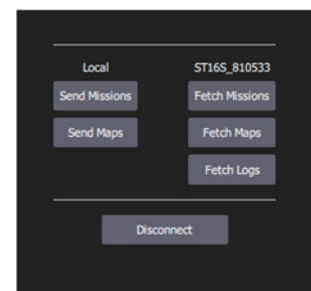 Local ST16S_810533
Send Missions Fetch Missions
Send Maps Fetch Maps
Fetch Logs
Disconnect